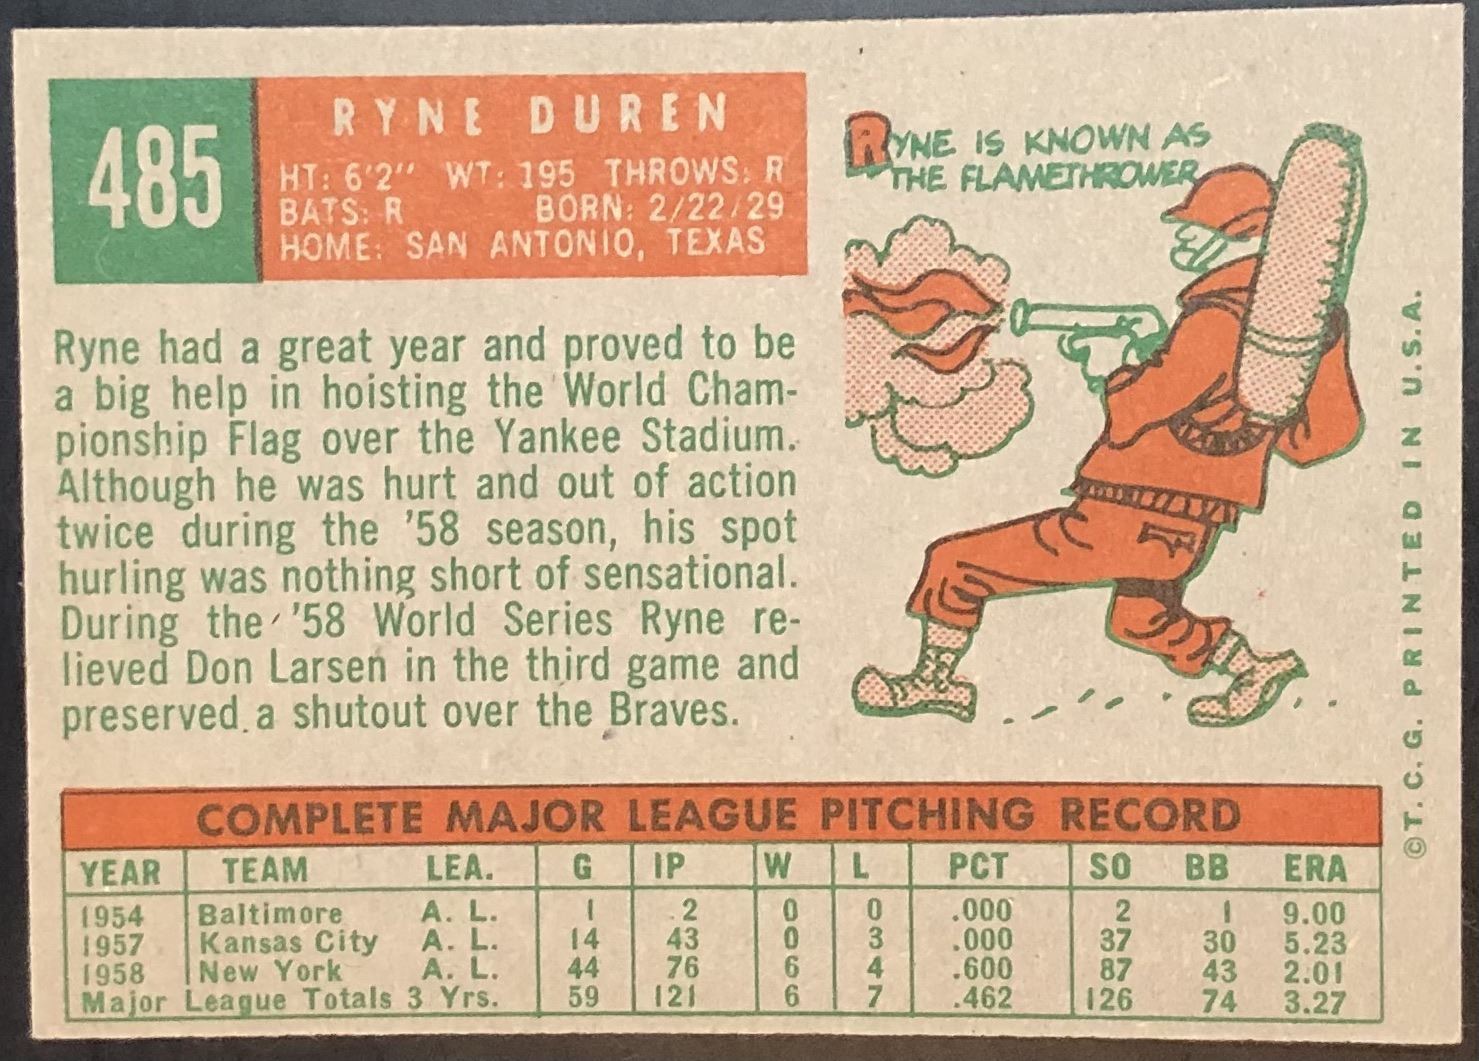 485
RYNE DUREN
HT: 6'2" WT: 195 THROWS: R
BATS: R BORN: 2/22/29
HOME: SAN ANTONIO, TEXAS
RYNE IS KNOWN AS
THE FLAMETHROWER
Ryne had a great year and proved to be
a big help in hoisting the World Cham-
pionship Flag over the Yankee Stadium.
Although he was hurt and out of action
twice during the '58 season, his spot
hurling was nothing short of sensational.
During the '58 World Series Ryne re-
lieved Don Larsen in the third game and
preserved a shutout over the Braves.
COMPLETE MAJOR LEAGUE PITCHING RECORD
YEAR TEAM LEA. G IP W L PCT SO BB ERA
1954 Baltimore A. L. 1 2 0 0 .000 2 1 9.00
1957 Kansas City A. L. 14 43 0 3 .000 37 30 5.23
1958 New York A. L. 44 76 6 4 .600 87 43 2.01
Major League Totals 3 Yrs. 59 121 6 7 .462 126 74 3.27
©T. C. G. PRINTED IN U.S.A.